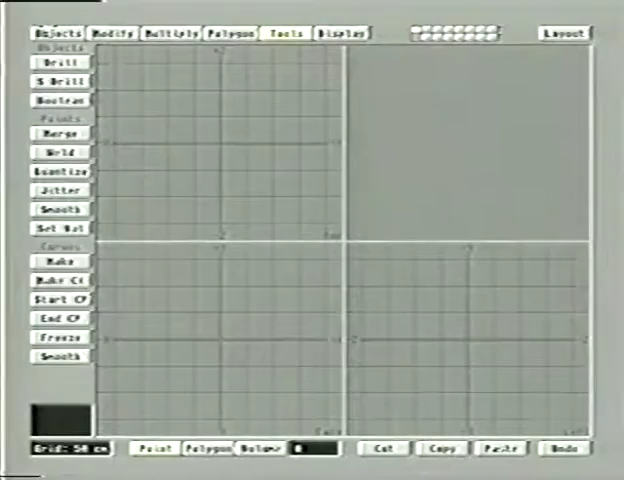 Objects Modify Multiply Polygon Tools Display Layout
Objects
Drill
S Drill
Boolean
Points
Merge
Weld
Quantize
Jitter
Smooth
Set Val
Curves
Make
Make Cl
Start CP
End CP
Freeze
Smooth
Grid: 50 cm Point Polygon Volume 0 Cut Copy Paste Undo